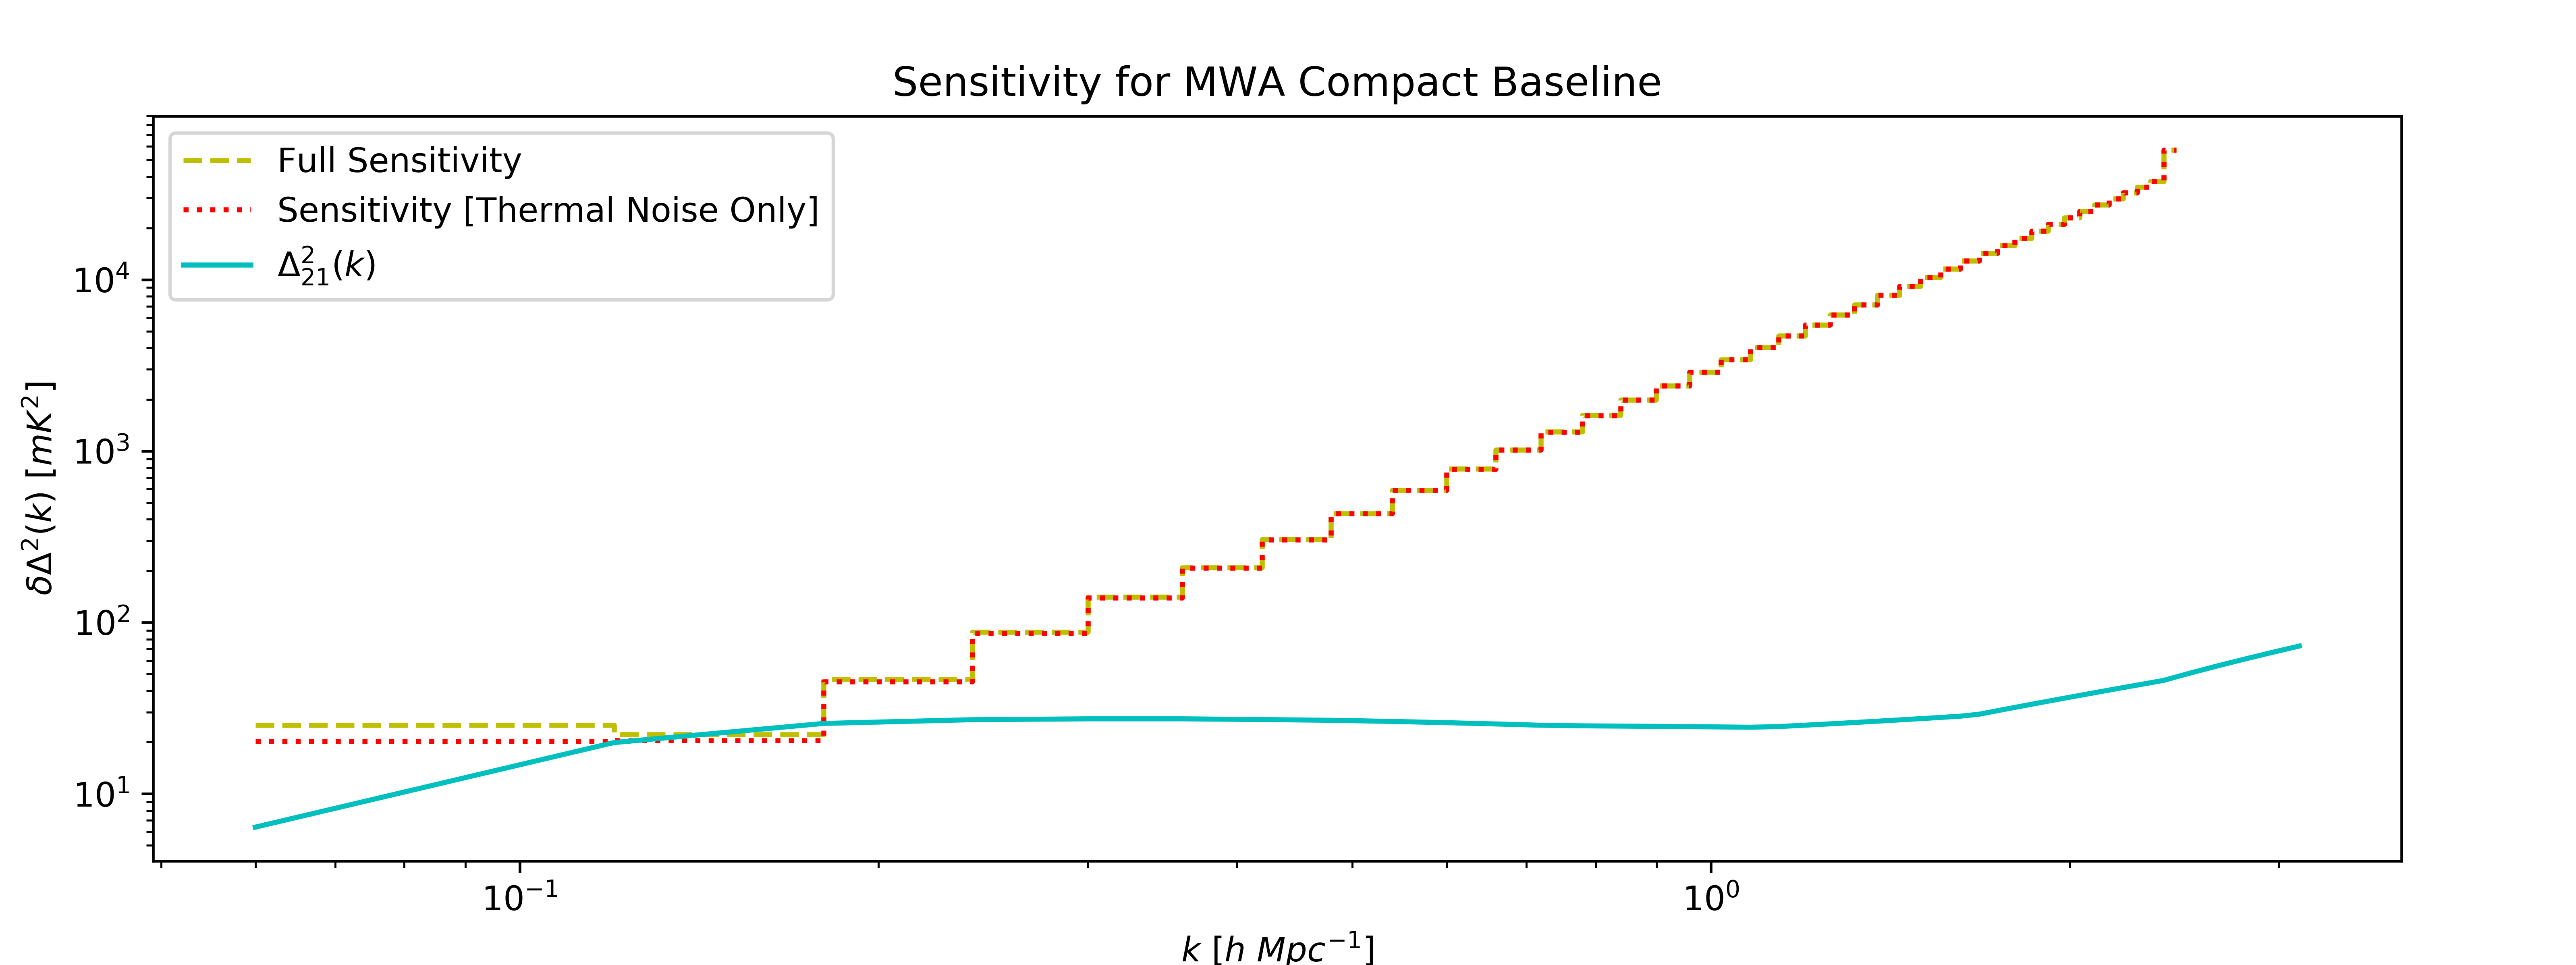 Sensitivity for MWA Compact Baseline
Full Sensitivity
Sensitivity [Thermal Noise Only]
Δ²₂₁(k)
δΔ²(k) [mK²]
10⁴
10³
10²
10¹
10⁻¹
10⁰
k [h Mpc⁻¹]